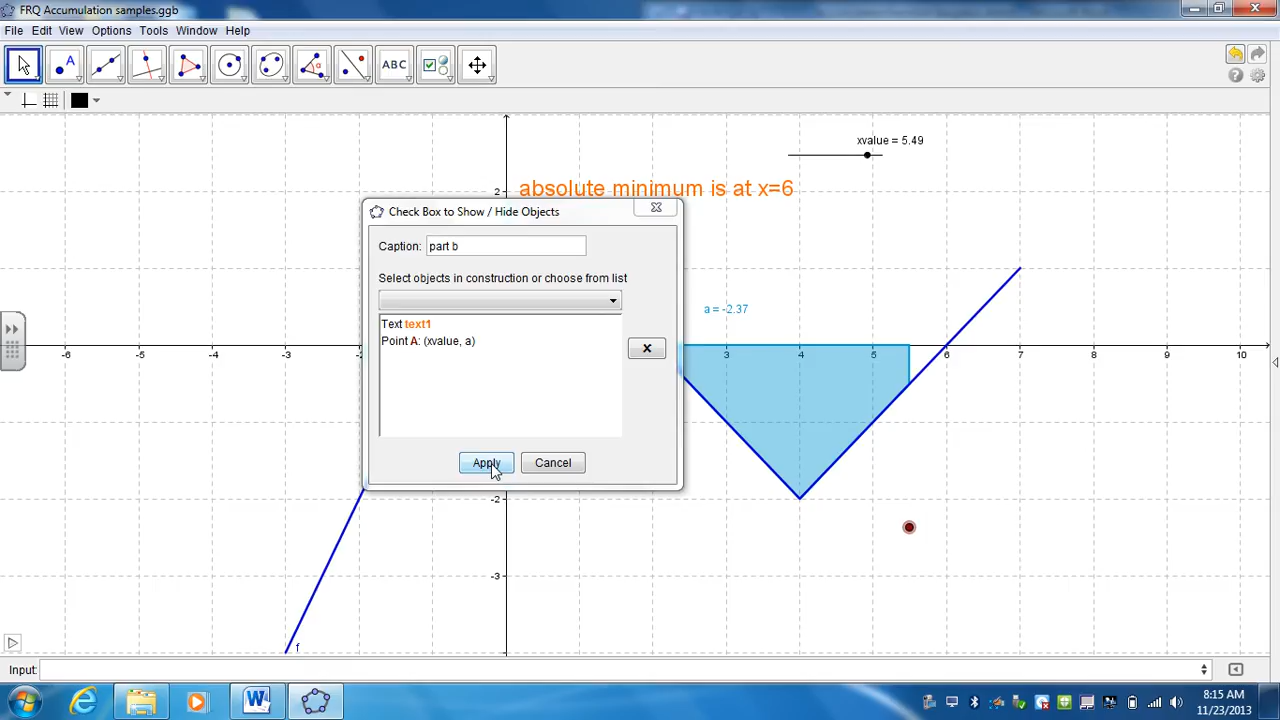 FRQ Accumulation samples.ggb
File Edit View Options Tools Window Help
A
ABC
xvalue = 5.49
2
absolute minimum is at x=6
Check Box to Show / Hide Objects
Caption: part b
Select objects in construction or choose from list
Text text1
Point A: (xvalue, a)
Apply Cancel
a = -2.37
-6 -5 -4 -3 3 4 5 6 7 8 9 10
-2
-3
f
Input:
8:15 AM
11/23/2013